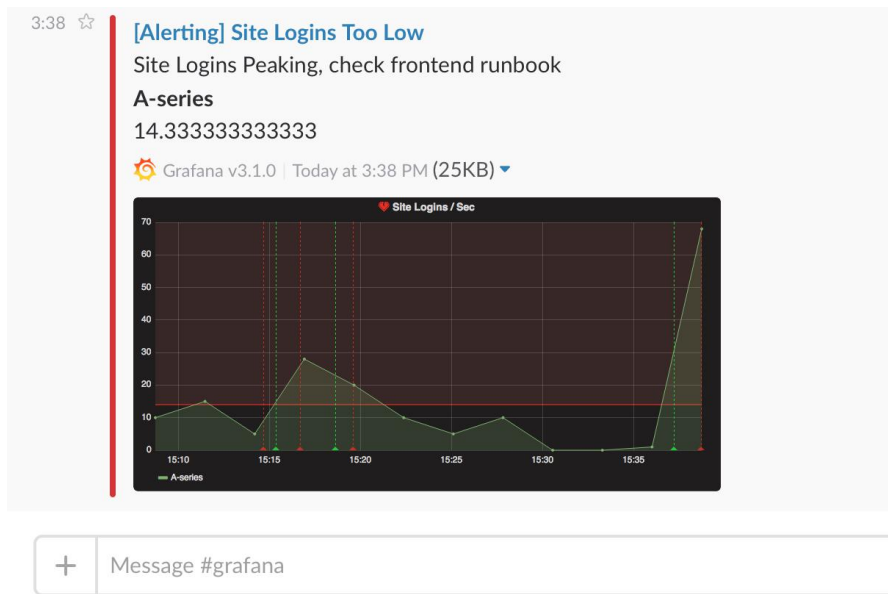 3:38
[Alerting] Site Logins Too Low
Site Logins Peaking, check frontend runbook
A-series
14.333333333333
Grafana v3.1.0 | Today at 3:38 PM (25KB)
Site Logins / Sec
70
60
50
40
30
20
10
0
15:10 15:15 15:20 15:25 15:30 15:35
A-series
+ Message #grafana